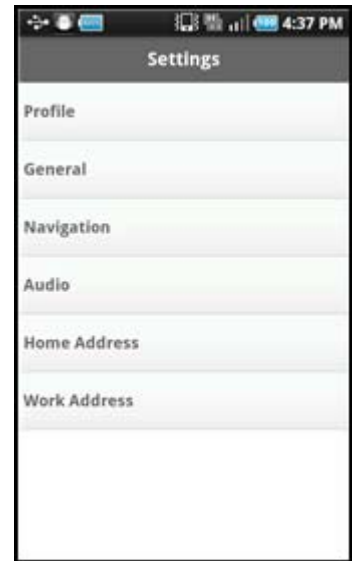 4:37 PM
Settings
Profile
General
Navigation
Audio
Home Address
Work Address